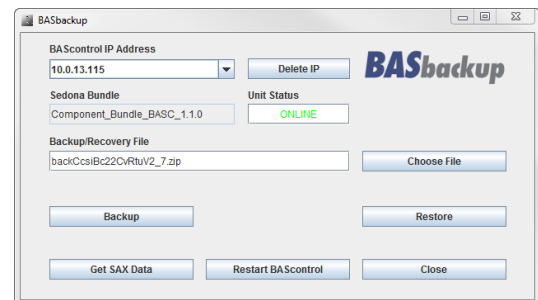 BASbackup
BAScontrol IP Address
10.0.13.115
Delete IP
BASbackup
Sedona Bundle
Unit Status
Component_Bundle_BASC_1.1.0
ONLINE
Backup/Recovery File
backCcsiBc22CvRtuV2_7.zip
Choose File
Backup
Restore
Get SAX Data
Restart BAScontrol
Close